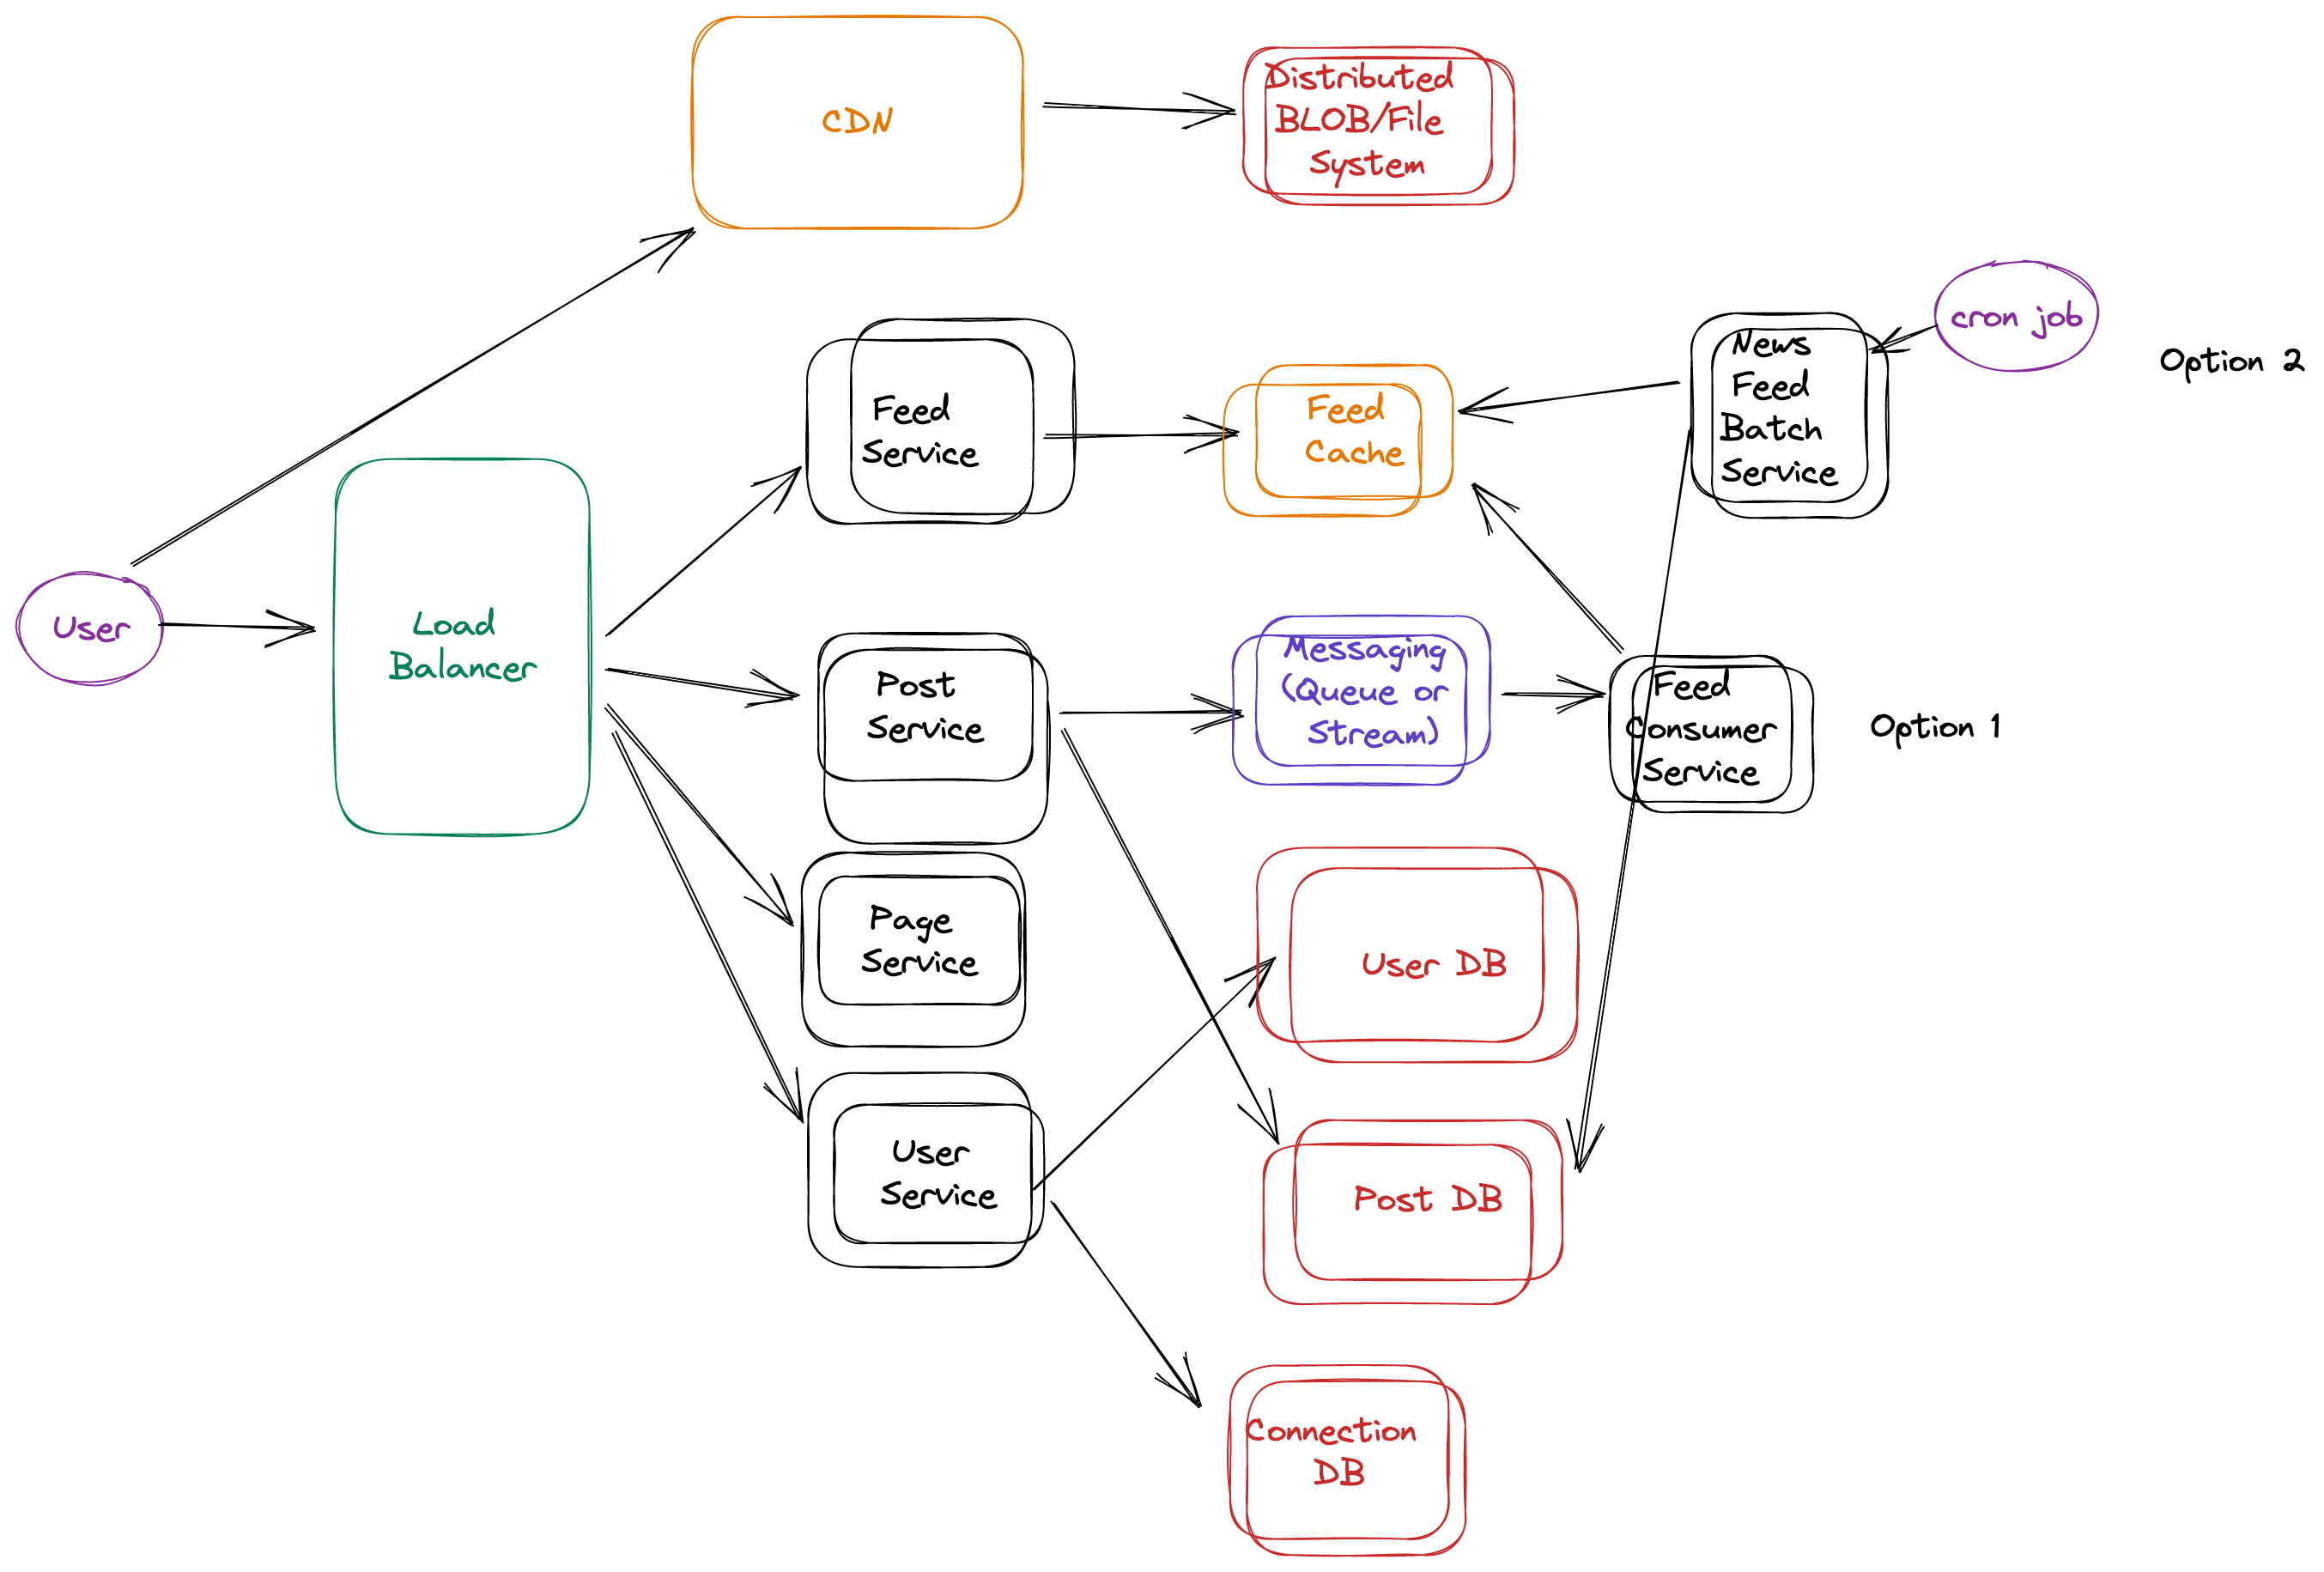 CDN
Distributed
BLOB/File
System
cron job
News
Feed
Batch
Service
Option 2
Feed
Service
Feed
Cache
User
Load
Balancer
Post
Service
Messaging
(Queue or
Stream)
Feed
Consumer
Service
Option 1
Page
Service
User DB
User
Service
Post DB
Connection
DB